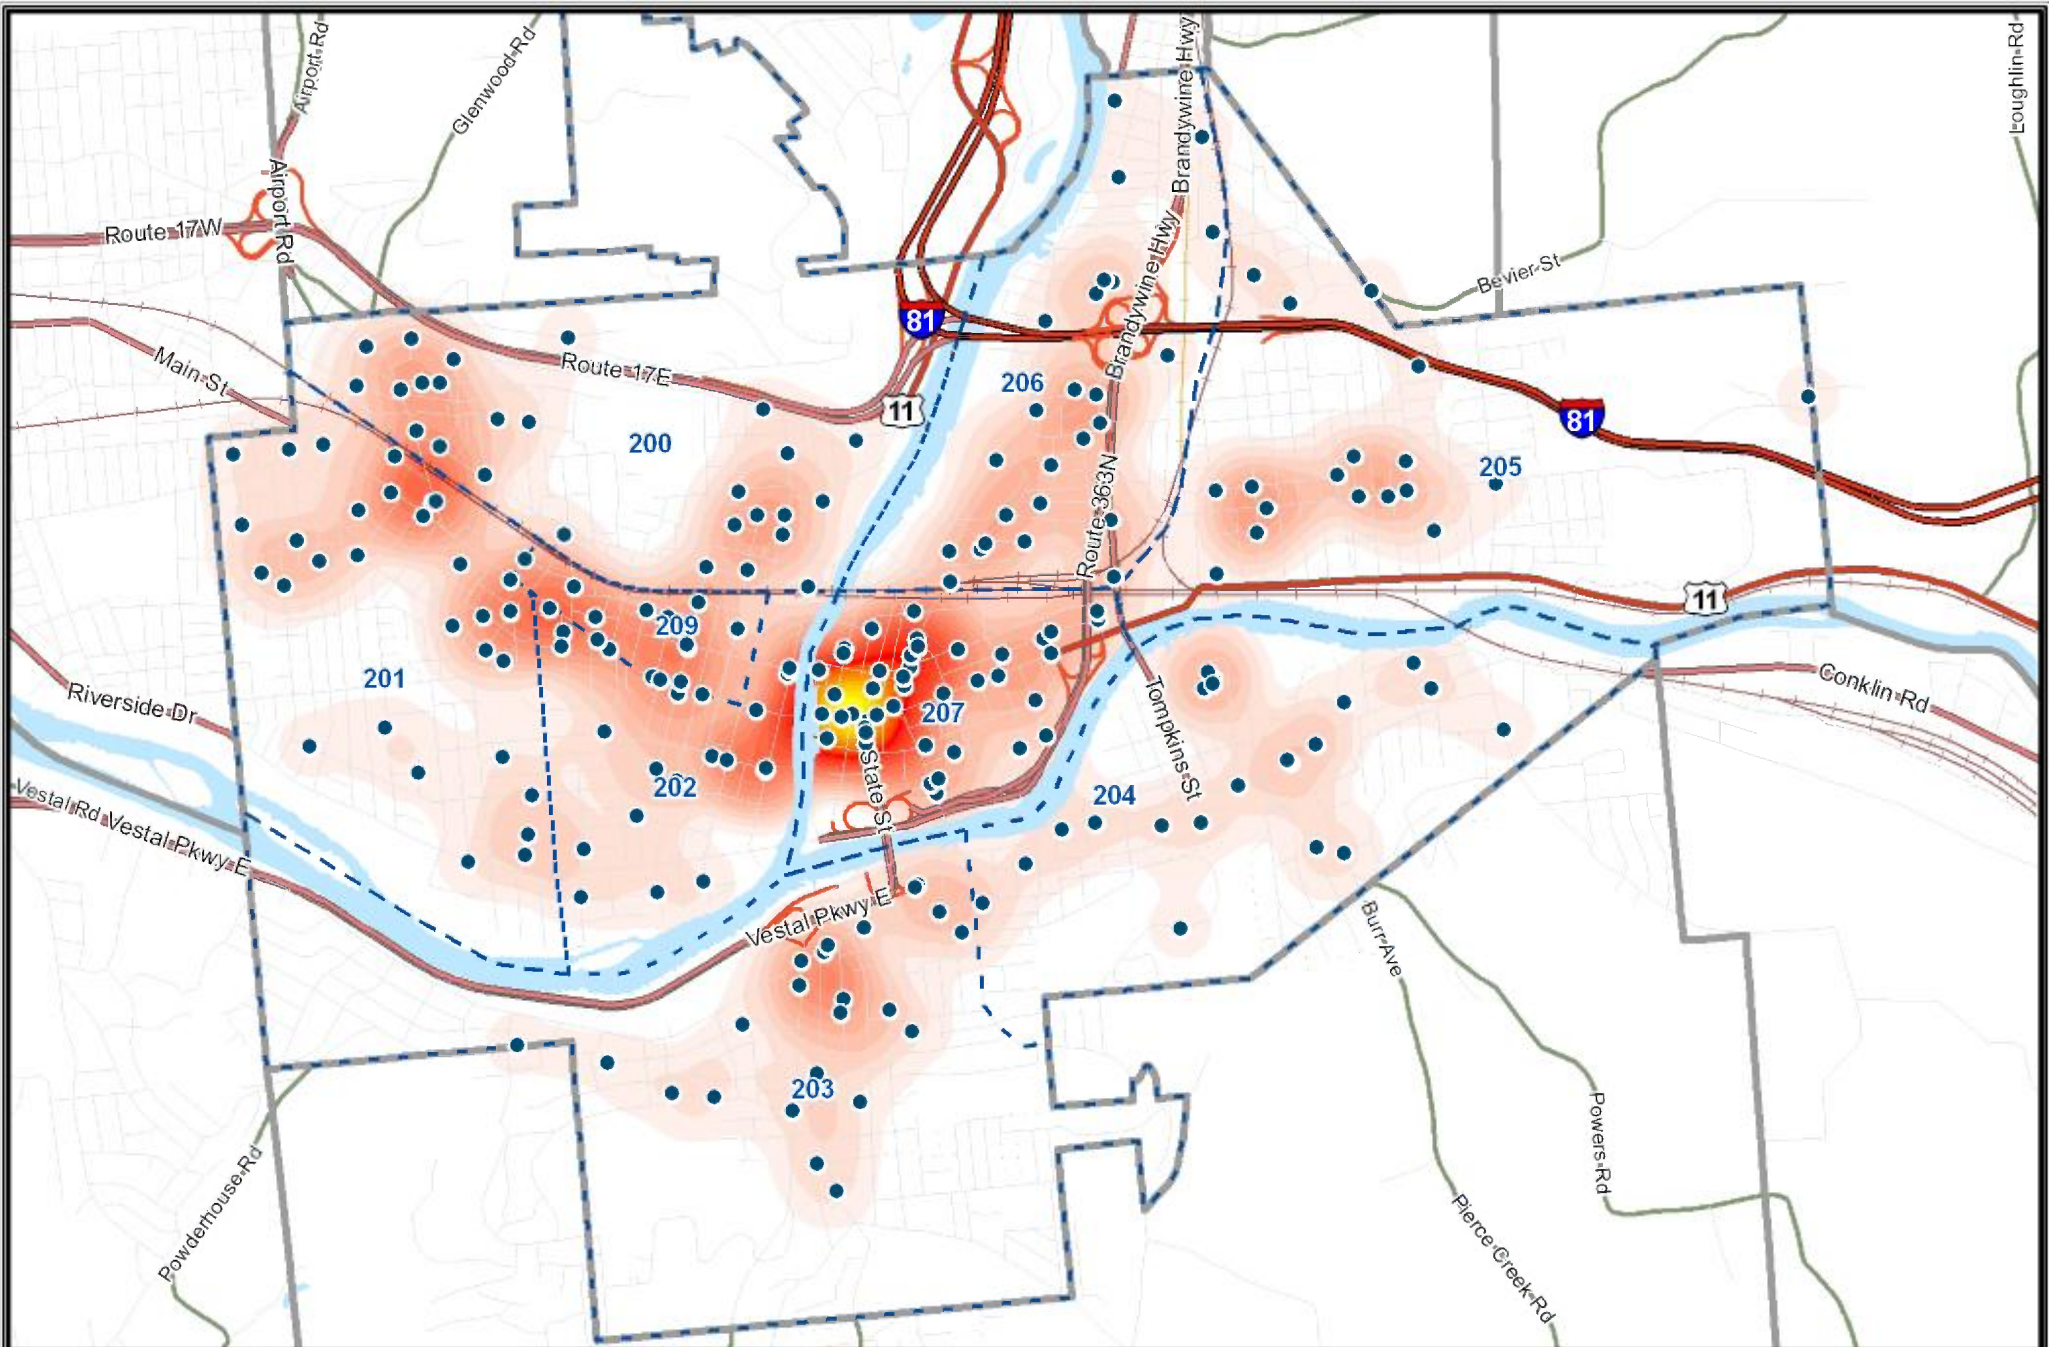 Airport Rd
Glenwood-Rd
Brandywine Hwy
Loughlin-Rd
Airport Rd
Route 17W
Brandywine Hwy
Bevier-St
81
Main-St
Route 17E
206
11
81
200
205
Route-363N
11
209
201
Riverside-Dr
207
Tompkins-St
Conklin-Rd
State-St
202
204
Vestal-Rd
Vestal-Pkwy-E
Vestal-Pkwy-E
Burr-Ave
203
Powerhouse-Rd
Powers-Rd
Pierce-Creek-Rd